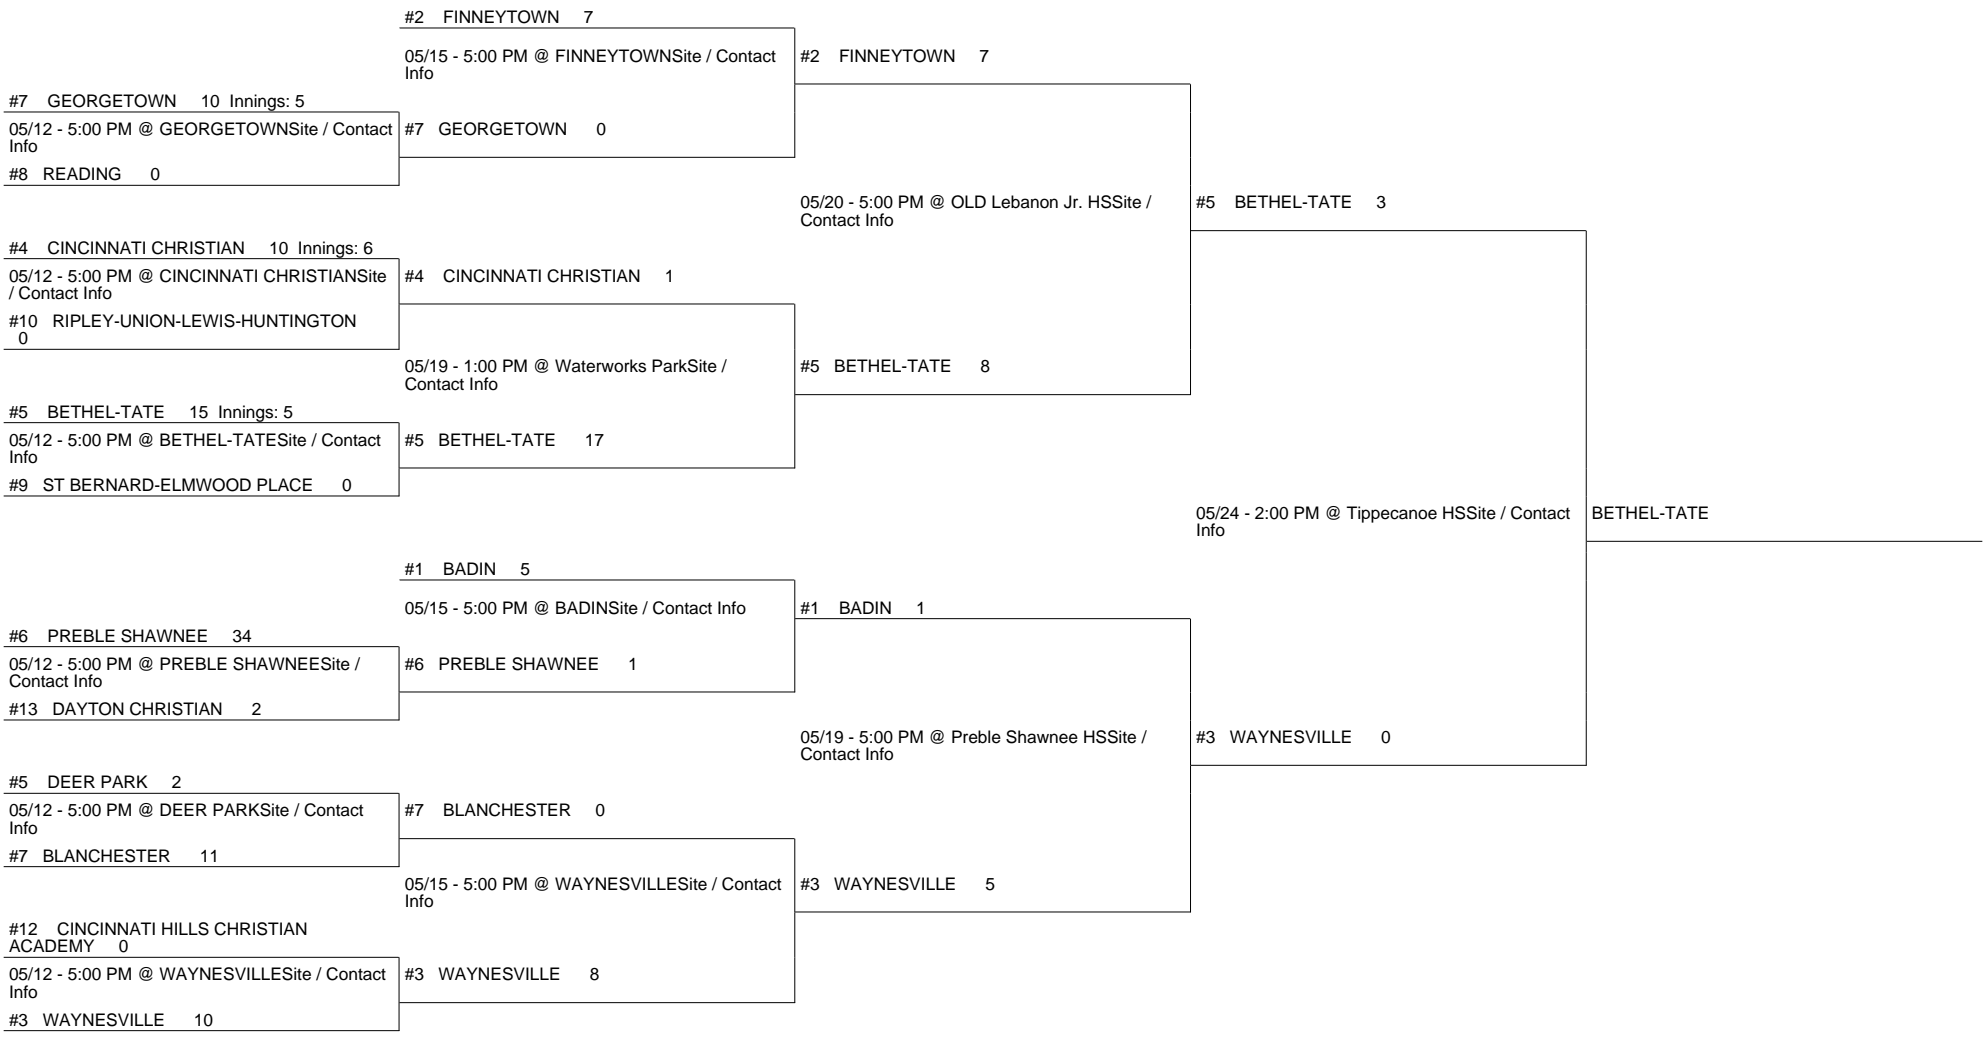 #2 FINNEYTOWN 7
05/15 - 5:00 PM @ FINNEYTOWNSite / Contact
Info
#2 FINNEYTOWN 7
#7 GEORGETOWN 10 Innings: 5
05/12 - 5:00 PM @ GEORGETOWNSite / Contact
Info
#7 GEORGETOWN 0
#8 READING 0
05/20 - 5:00 PM @ OLD Lebanon Jr. HSSite /
Contact Info
#5 BETHEL-TATE 3
#4 CINCINNATI CHRISTIAN 10 Innings: 6
05/12 - 5:00 PM @ CINCINNATI CHRISTIANSite
/ Contact Info
#4 CINCINNATI CHRISTIAN 1
#10 RIPLEY-UNION-LEWIS-HUNTINGTON
0
05/19 - 1:00 PM @ Waterworks ParkSite /
Contact Info
#5 BETHEL-TATE 8
#5 BETHEL-TATE 15 Innings: 5
05/12 - 5:00 PM @ BETHEL-TATESite / Contact
Info
#5 BETHEL-TATE 17
#9 ST BERNARD-ELMWOOD PLACE 0
05/24 - 2:00 PM @ Tippecanoe HSSite / Contact
Info
BETHEL-TATE
#1 BADIN 5
05/15 - 5:00 PM @ BADINSite / Contact Info
#1 BADIN 1
#6 PREBLE SHAWNEE 34
05/12 - 5:00 PM @ PREBLE SHAWNEESite /
Contact Info
#6 PREBLE SHAWNEE 1
#13 DAYTON CHRISTIAN 2
05/19 - 5:00 PM @ Preble Shawnee HSSite /
Contact Info
#3 WAYNESVILLE 0
#5 DEER PARK 2
05/12 - 5:00 PM @ DEER PARKSite / Contact
Info
#7 BLANCHESTER 0
#7 BLANCHESTER 11
05/15 - 5:00 PM @ WAYNESVILLESite / Contact
Info
#3 WAYNESVILLE 5
#12 CINCINNATI HILLS CHRISTIAN
ACADEMY 0
05/12 - 5:00 PM @ WAYNESVILLESite / Contact
Info
#3 WAYNESVILLE 8
#3 WAYNESVILLE 10